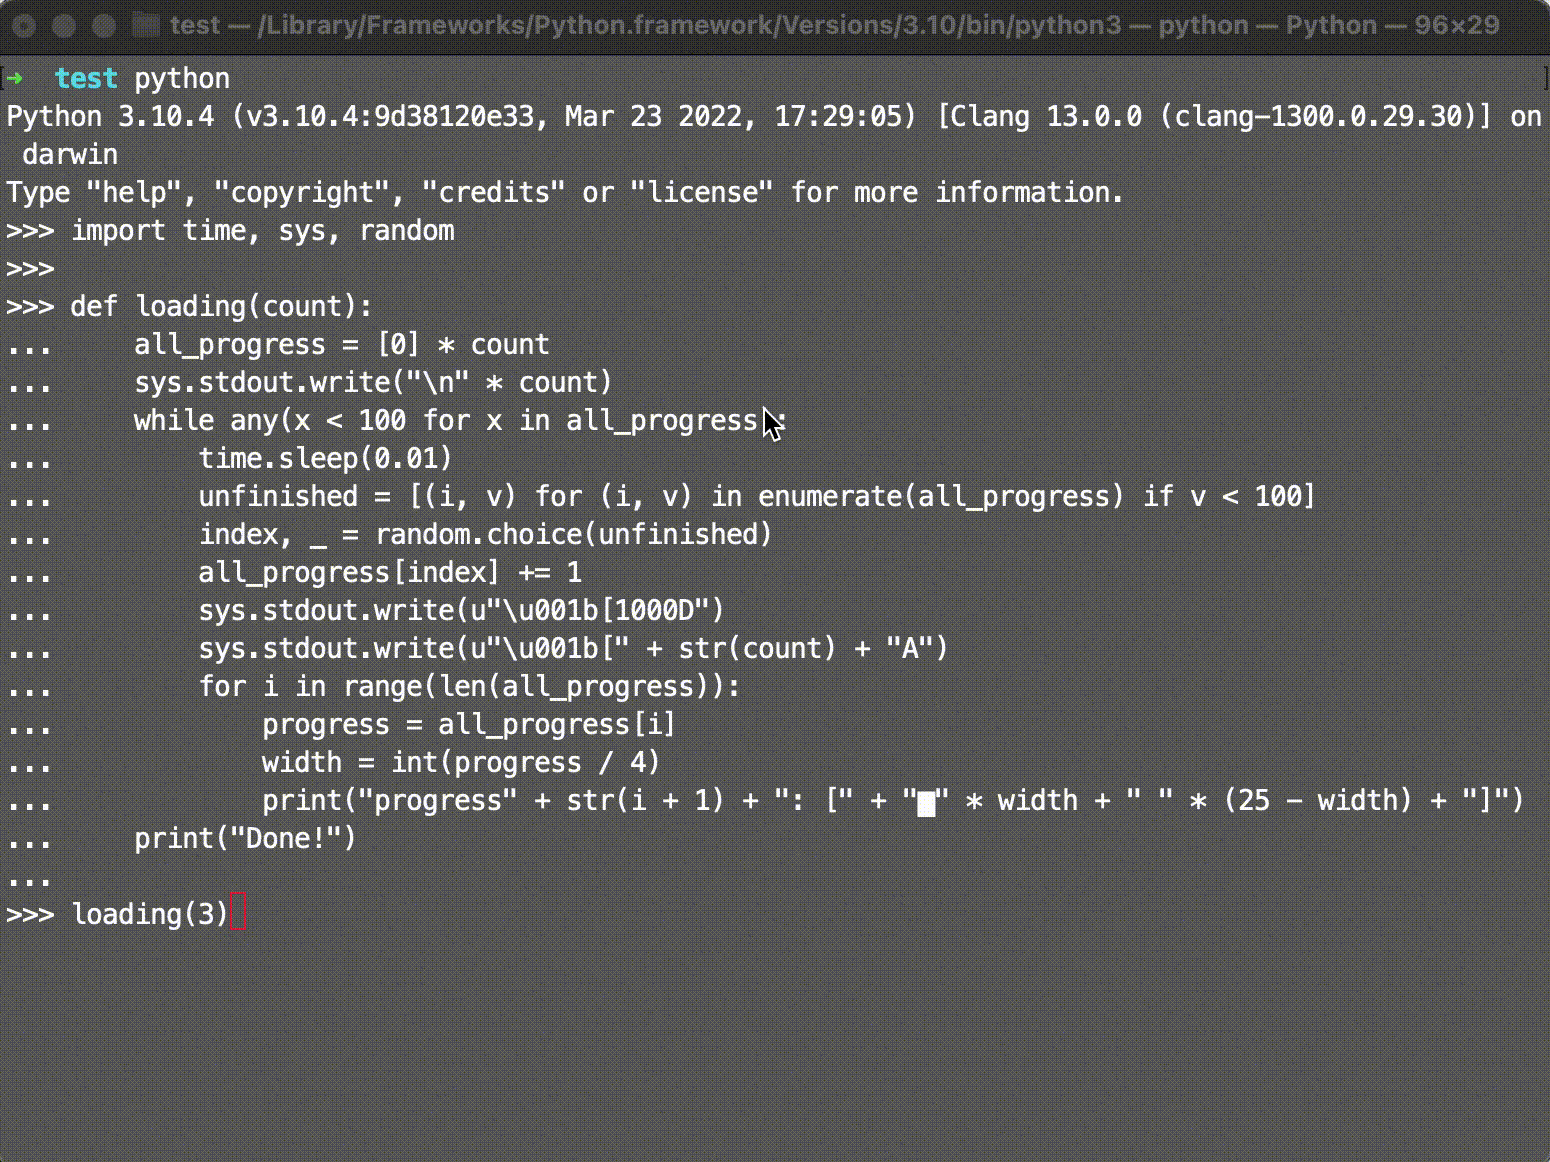 test — /Library/Frameworks/Python.framework/Versions/3.10/bin/python3 — python — Python — 96×29
[➜  test python ]
Python 3.10.4 (v3.10.4:9d38120e33, Mar 23 2022, 17:29:05) [Clang 13.0.0 (clang-1300.0.29.30)] on
 darwin
Type "help", "copyright", "credits" or "license" for more information.
>>> import time, sys, random
>>>
>>> def loading(count):
...     all_progress = [0] * count
...     sys.stdout.write("\n" * count)
...     while any(x < 100 for x in all_progress):
...         time.sleep(0.01)
...         unfinished = [(i, v) for (i, v) in enumerate(all_progress) if v < 100]
...         index, _ = random.choice(unfinished)
...         all_progress[index] += 1
...         sys.stdout.write(u"\u001b[1000D")
...         sys.stdout.write(u"\u001b[" + str(count) + "A")
...         for i in range(len(all_progress)):
...             progress = all_progress[i]
...             width = int(progress / 4)
...             print("progress" + str(i + 1) + ": [" + "▇" * width + " " * (25 - width) + "]")
...     print("Done!")
...
>>> loading(3)